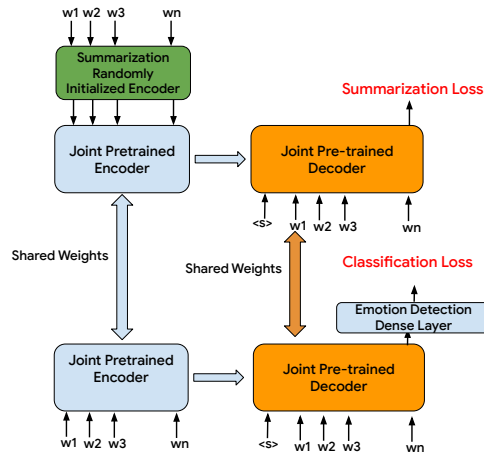 w1 w2 w3 wn
Summarization
Randomly
Initialized Encoder
Summarization Loss
Joint Pretrained
Encoder
Joint Pre-trained
Decoder
<s> w1 w2 w3 wn
Shared Weights
Shared Weights
Classification Loss
Emotion Detection
Dense Layer
Joint Pretrained
Encoder
Joint Pre-trained
Decoder
w1 w2 w3 wn
<s> w1 w2 w3 wn